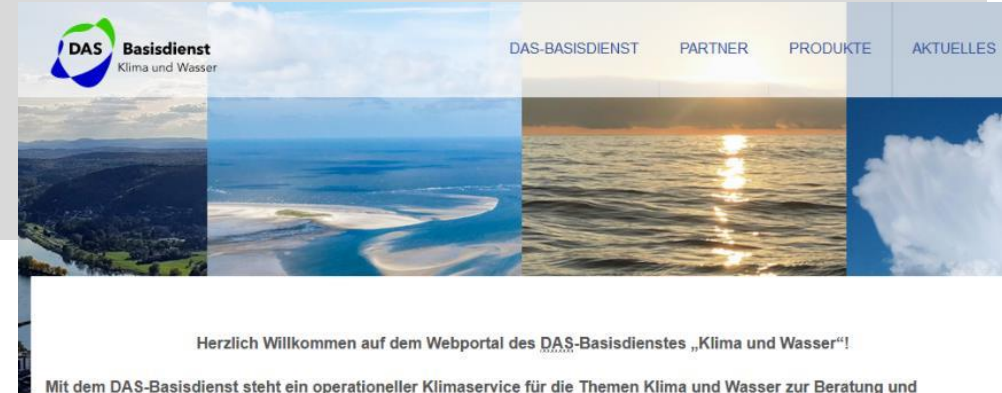 DAS Basisdienst
Klima und Wasser
DAS-BASISDIENST PARTNER PRODUKTE AKTUELLES
Herzlich Willkommen auf dem Webportal des DAS-Basisdienstes „Klima und Wasser“!
Mit dem DAS-Basisdienst steht ein operationeller Klimaservice für die Themen Klima und Wasser zur Beratung und